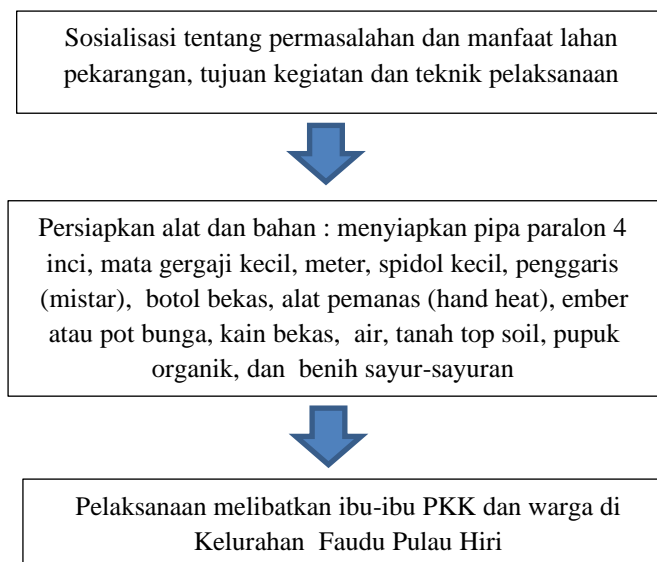 Sosialisasi tentang permasalahan dan manfaat lahan
pekarangan, tujuan kegiatan dan teknik pelaksanaan
Persiapkan alat dan bahan : menyiapkan pipa paralon 4
inci, mata gergaji kecil, meter, spidol kecil, penggaris
(mistar), botol bekas, alat pemanas (hand heat), ember
atau pot bunga, kain bekas, air, tanah top soil, pupuk
organik, dan benih sayur-sayuran
Pelaksanaan melibatkan ibu-ibu PKK dan warga di
Kelurahan Faudu Pulau Hiri